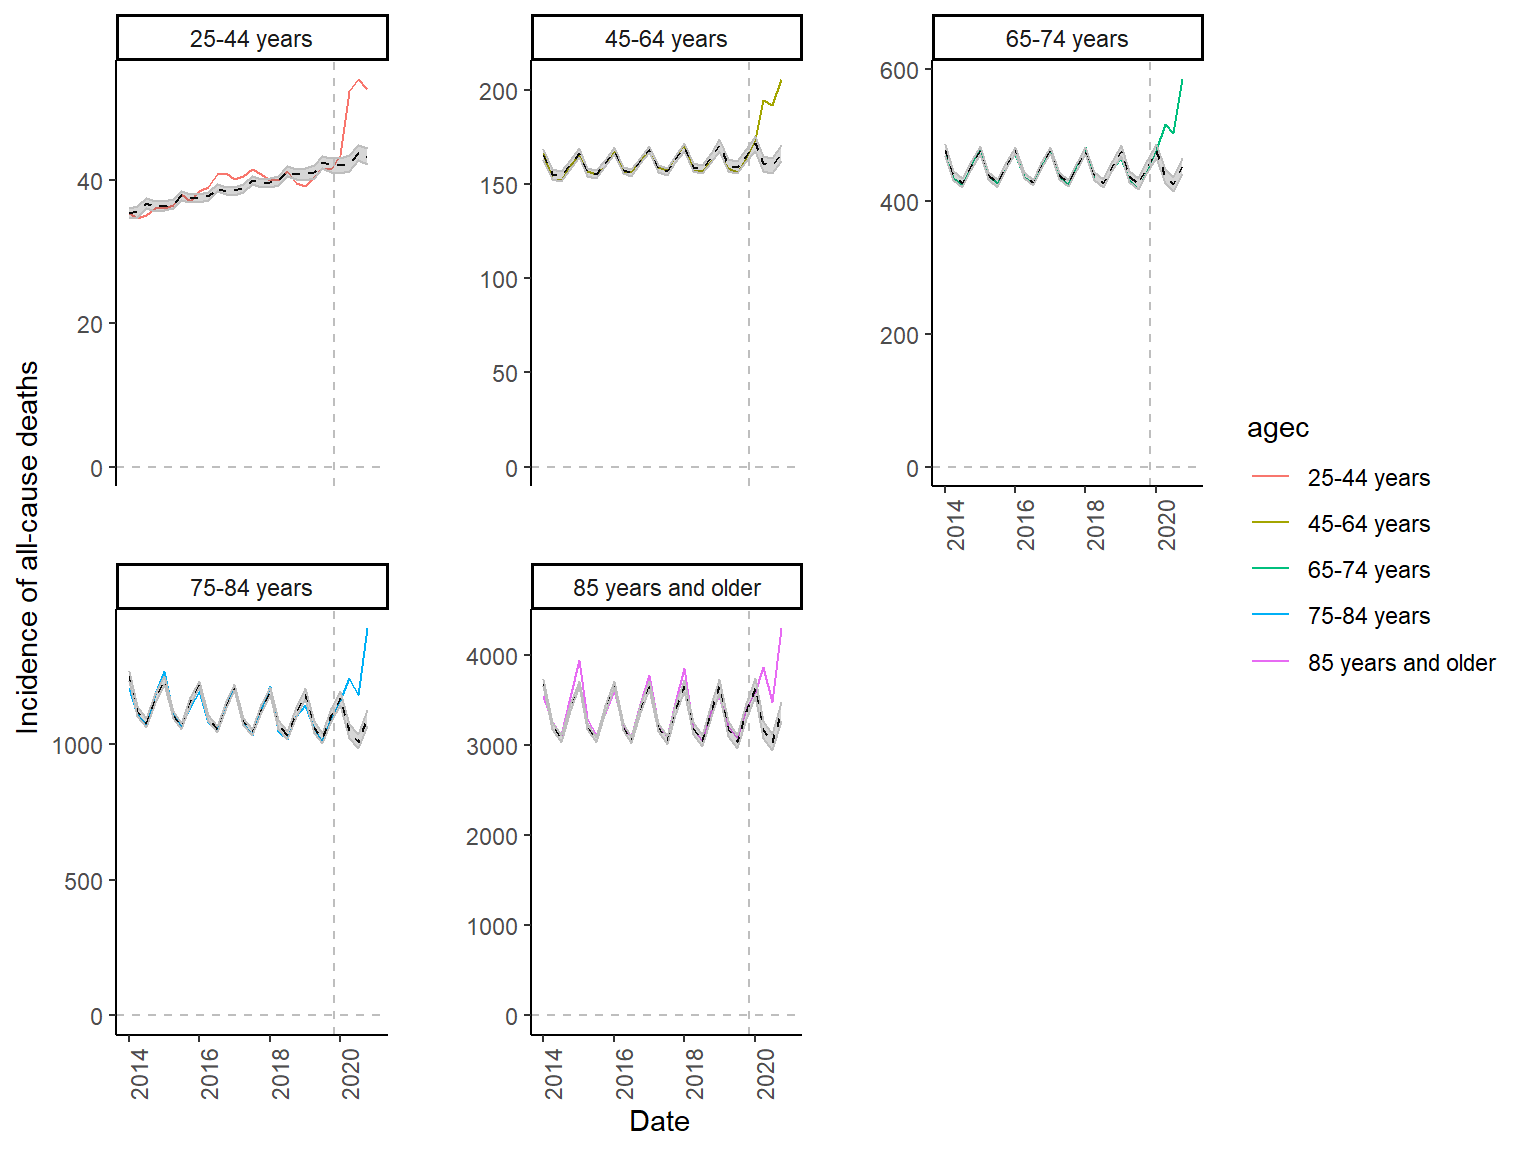 25-44 years
45-64 years
65-74 years
40
20
0
200
150
100
50
0
600
400
200
0
2014
2016
2018
2020
Incidence of all-cause deaths
75-84 years
85 years and older
1000
500
0
4000
3000
2000
1000
0
2014
2016
2018
2020
2014
2016
2018
2020
Date
agec
25-44 years
45-64 years
65-74 years
75-84 years
85 years and older